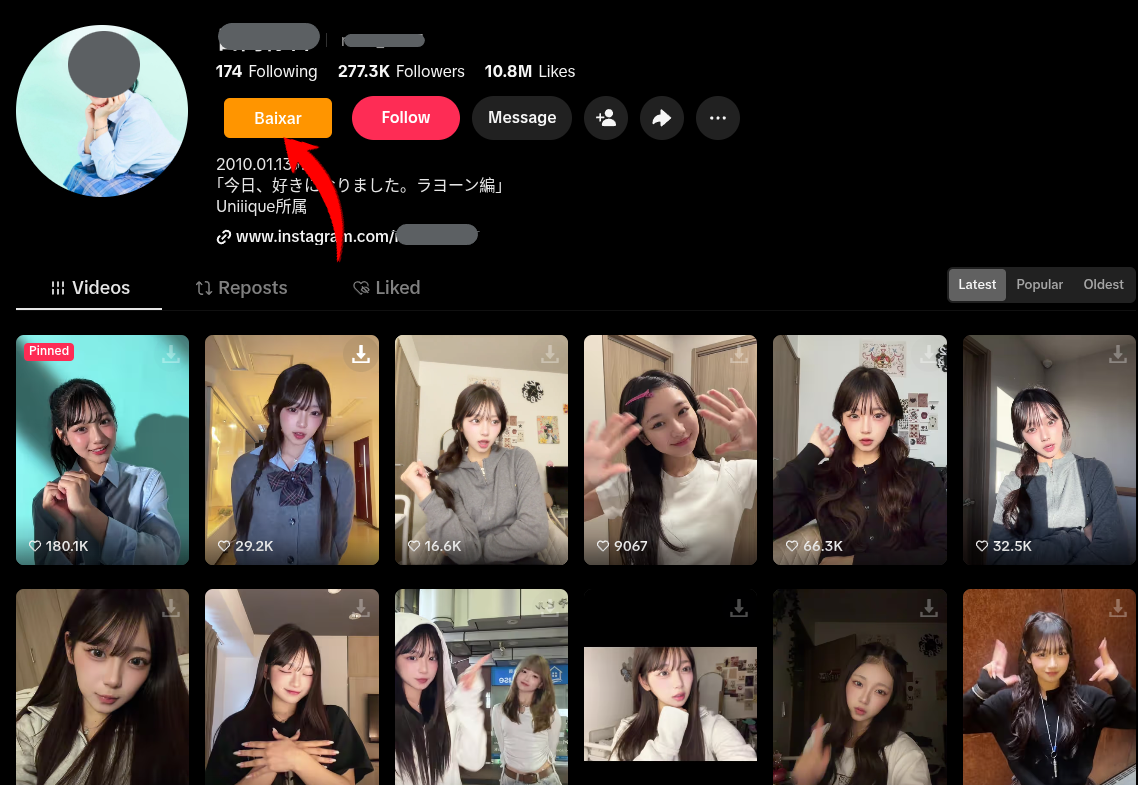 174 Following 277.3K Followers 10.8M Likes
Baixar Follow Message
2010.01.13
「今日、好きになりました。ラヨーン編」
Uniiique所属
www.instagram.com/
Videos Reposts Liked
Latest Popular Oldest
Pinned
180.1K 29.2K 16.6K 9067 66.3K 32.5K